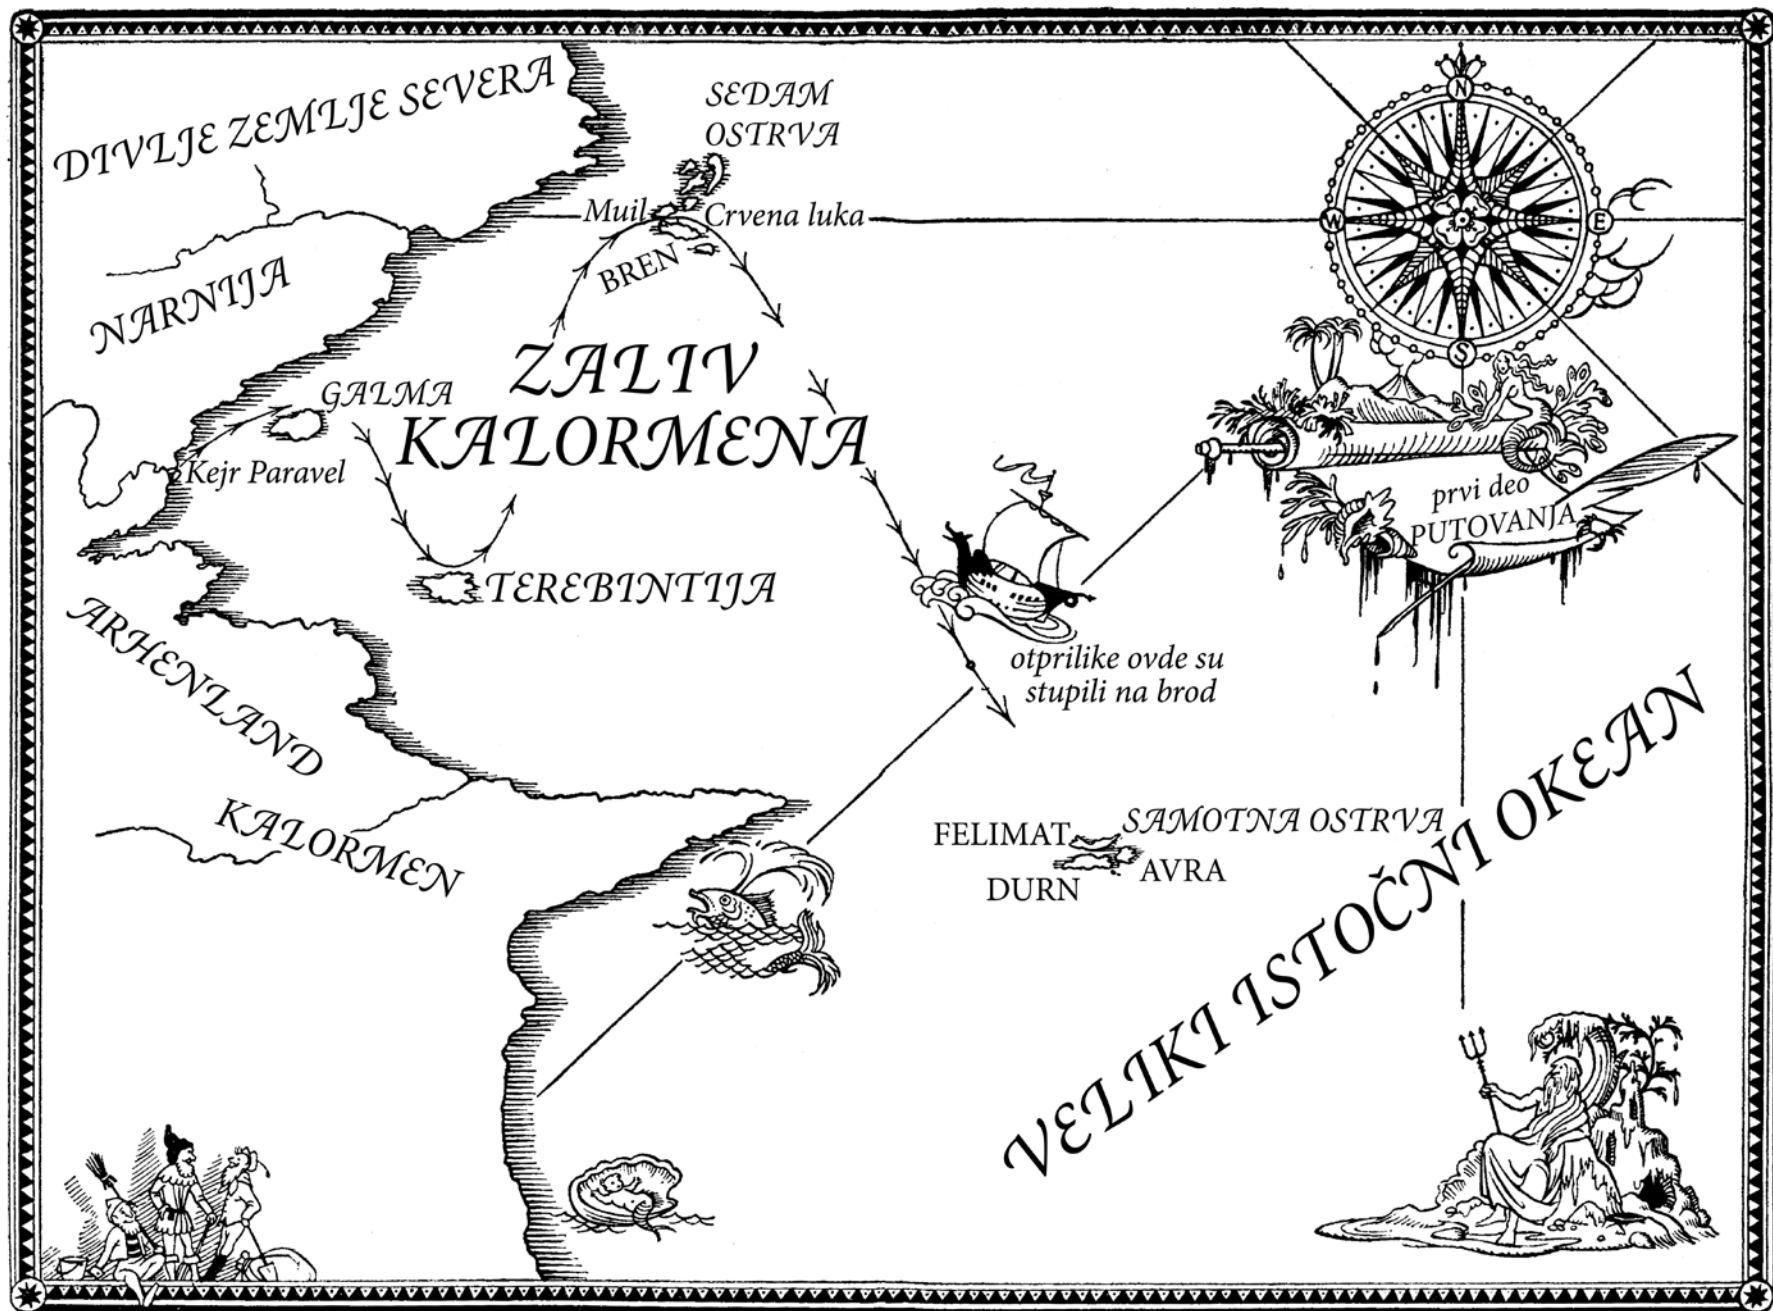 DIVLJE ZEMLJE SEVERA
SEDAM
OSTRVA
N
W
E
S
Muil
Crvena luka
BREN
NARNIJA
ZALIV
KALORMENA
GALMA
Kejr Paravel
prvi deo
PUTOVANJA
TEREBINTIJA
ARHENLAND
otprilike ovde su
stupili na brod
KALORMEN
FELIMAT
SAMOTNA OSTRVA
DURN
AVRA
VELIKI ISTOČNI OKEAN